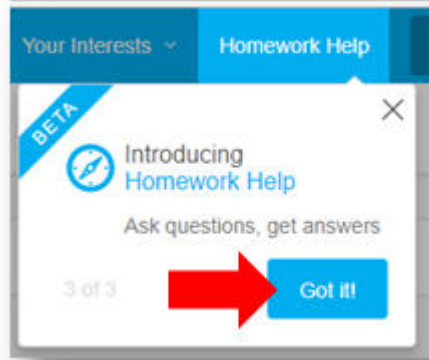 Your Interests
Homework Help
BETA
Introducing
Homework Help
Ask questions, get answers
3 of 3
Got it!